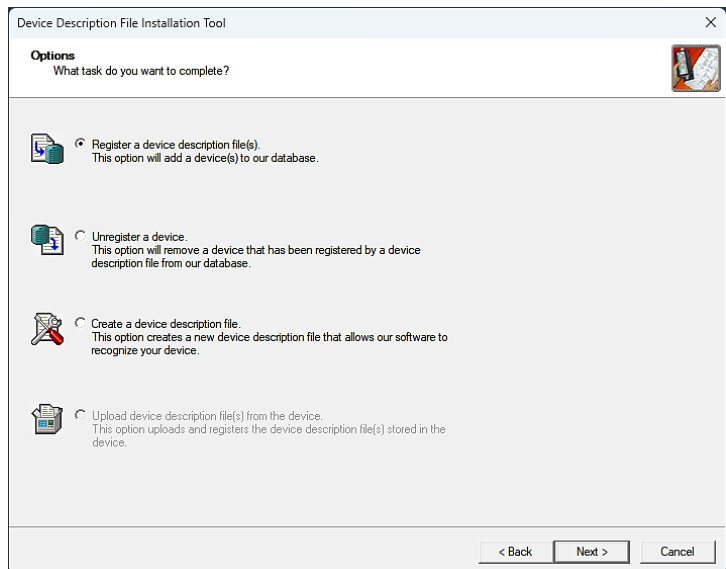 Device Description File Installation Tool
Options
What task do you want to complete?
Register a device description file(s).
This option will add a device(s) to our database.
Unregister a device.
This option will remove a device that has been registered by a device
description file from our database.
Create a device description file.
This option creates a new device description file that allows our software to
recognize your device.
Upload device description file(s) from the device.
This option uploads and registers the device description file(s) stored in the
device.
< Back
Next >
Cancel